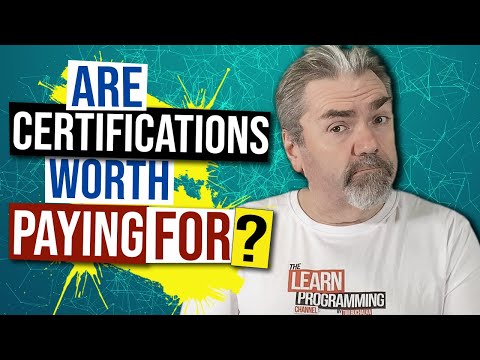 ARE
CERTIFICATIONS
WORTH
PAYING FOR?
THE
LEARN
PROGRAMMING
CHANNEL